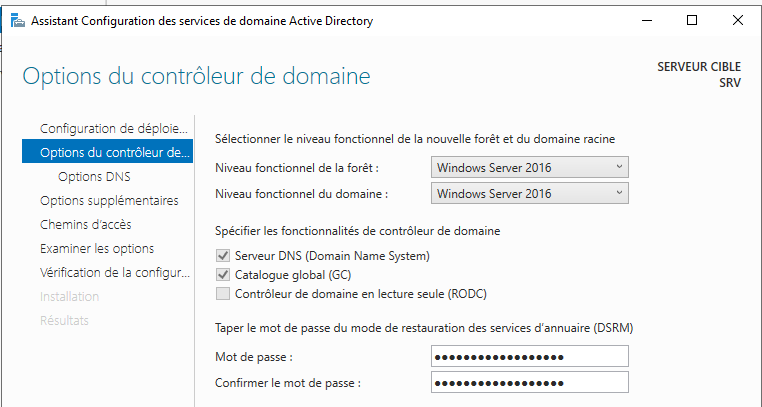 Assistant Configuration des services de domaine Active Directory
Options du contrôleur de domaine
SERVEUR CIBLE
SRV
Configuration de déploie...
Options du contrôleur de...
Options DNS
Options supplémentaires
Chemins d'accès
Examiner les options
Vérification de la configur...
Installation
Résultats
Sélectionner le niveau fonctionnel de la nouvelle forêt et du domaine racine
Niveau fonctionnel de la forêt : Windows Server 2016
Niveau fonctionnel du domaine : Windows Server 2016
Spécifier les fonctionnalités de contrôleur de domaine
Serveur DNS (Domain Name System)
Catalogue global (GC)
Contrôleur de domaine en lecture seule (RODC)
Taper le mot de passe du mode de restauration des services d'annuaire (DSRM)
Mot de passe : ●●●●●●●●●●●●●●●●●●
Confirmer le mot de passe : ●●●●●●●●●●●●●●●●●●